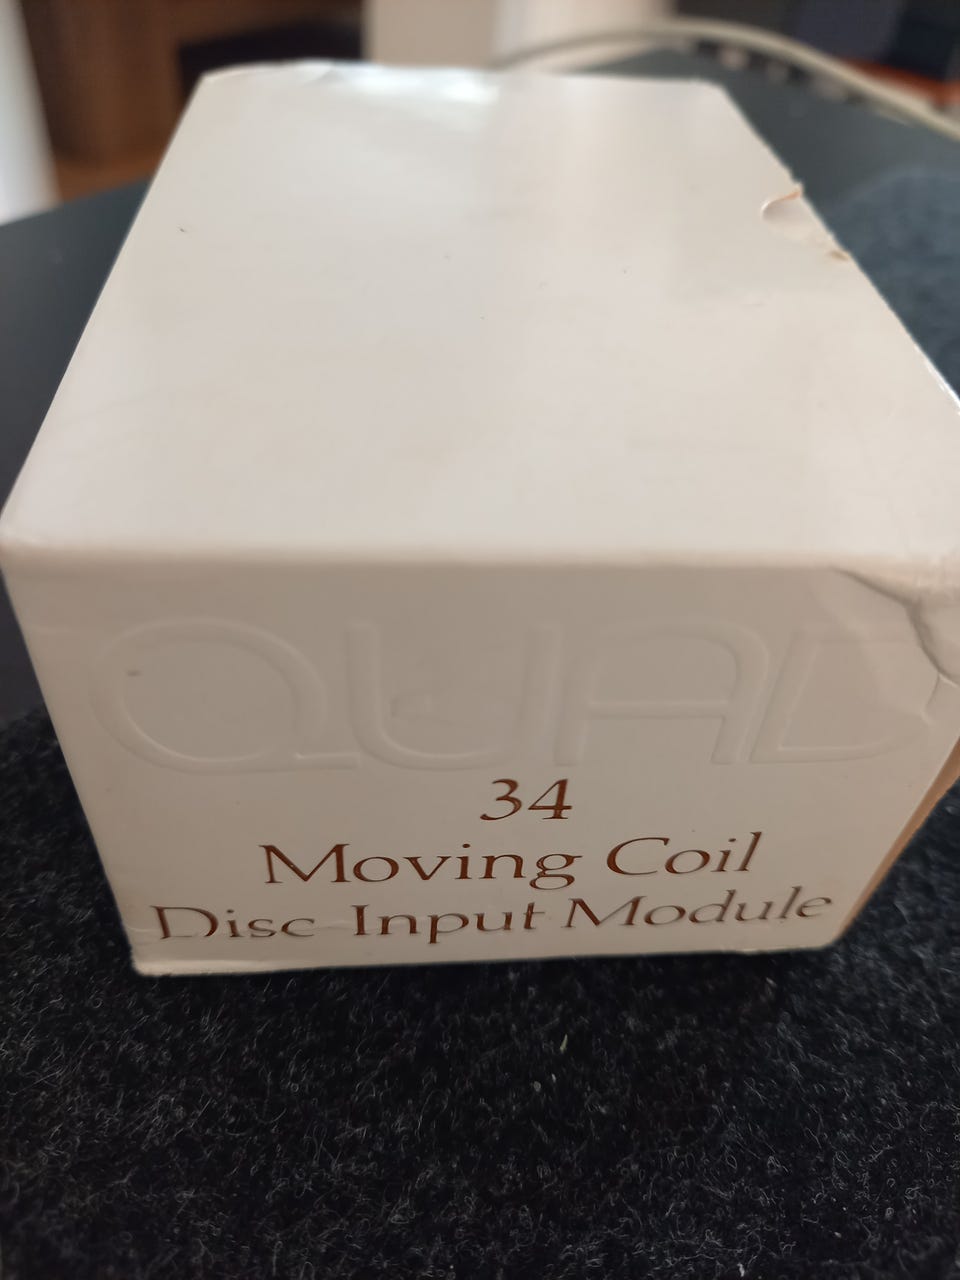 QUAD
34
Moving Coil
Disc Input Module